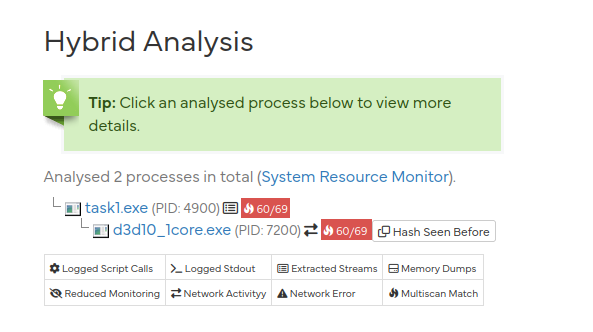 Hybrid Analysis
Tip: Click an analysed process below to view more
details.
Analysed 2 processes in total (System Resource Monitor).
task1.exe (PID: 4900) 60/69
d3d10_1core.exe (PID: 7200) 60/69 Hash Seen Before
Logged Script Calls Logged Stdout Extracted Streams Memory Dumps
Reduced Monitoring Network Activityy Network Error Multiscan Match